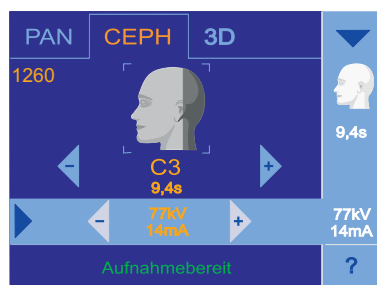 PAN CEPH 3D
1260
- +
C3
9,4s
9,4s
- 77kV + 77kV
14mA 14mA
Aufnahmebereit ?